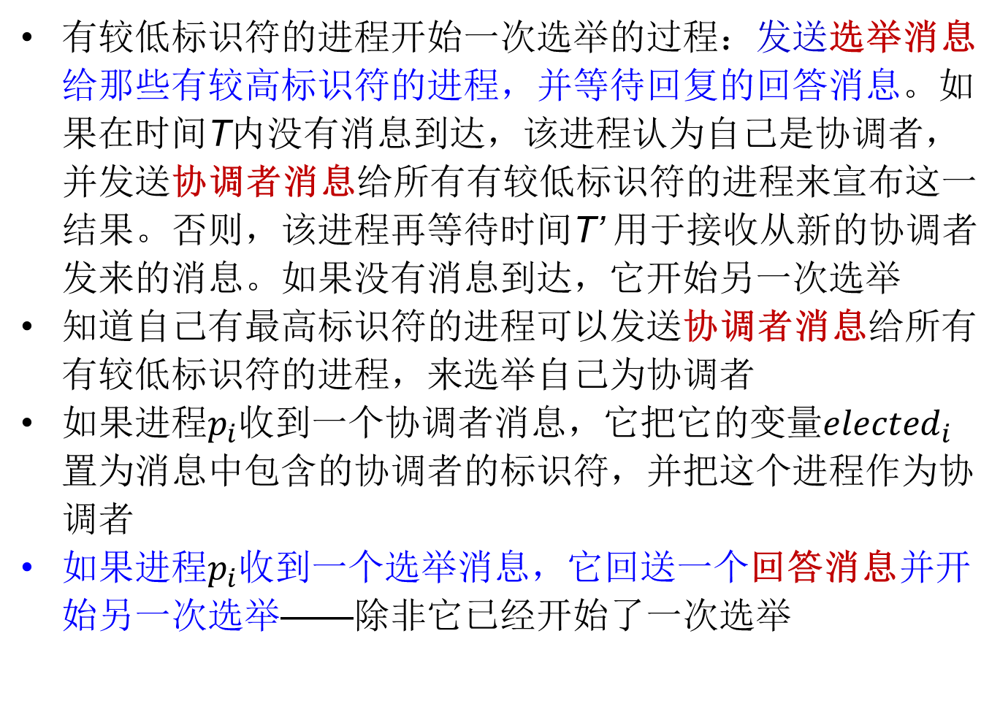 • 有较低标识符的进程开始一次选举的过程：发送选举消息
给那些有较高标识符的进程，并等待回复的回答消息。如
果在时间T内没有消息到达，该进程认为自己是协调者，
并发送协调者消息给所有有较低标识符的进程来宣布这一
结果。否则，该进程再等待时间T’用于接收从新的协调者
发来的消息。如果没有消息到达，它开始另一次选举
• 知道自己有最高标识符的进程可以发送协调者消息给所有
有较低标识符的进程，来选举自己为协调者
• 如果进程pᵢ收到一个协调者消息，它把它的变量electedᵢ
置为消息中包含的协调者的标识符，并把这个进程作为协
调者
• 如果进程pᵢ收到一个选举消息，它回送一个回答消息并开
始另一次选举——除非它已经开始了一次选举